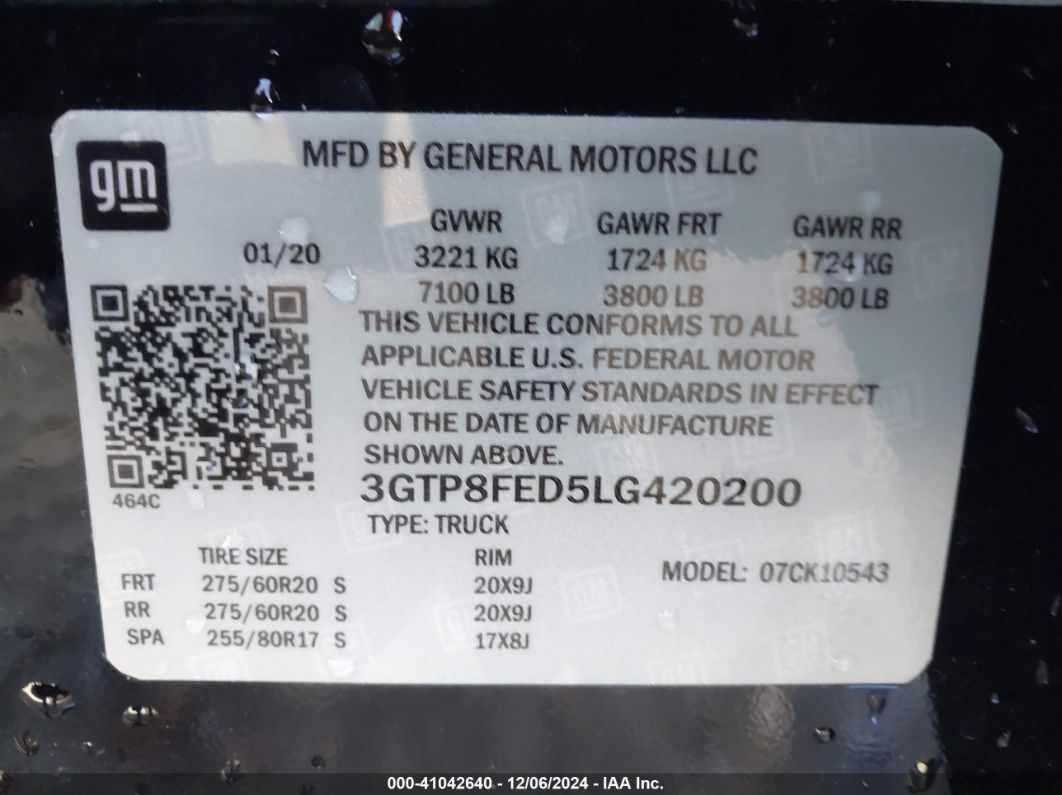 gm
MFD BY GENERAL MOTORS LLC
GVWR GAWR FRT GAWR RR
01/20 3221 KG 1724 KG 1724 KG
7100 LB 3800 LB 3800 LB
THIS VEHICLE CONFORMS TO ALL
APPLICABLE U.S. FEDERAL MOTOR
VEHICLE SAFETY STANDARDS IN EFFECT
ON THE DATE OF MANUFACTURE
SHOWN ABOVE.
464C
3GTP8FED5LG420200
TYPE: TRUCK
TIRE SIZE RIM
MODEL: 07CK10543
FRT 275/60R20 S 20X9J
RR 275/60R20 S 20X9J
SPA 255/80R17 S 17X8J
000-41042640 - 12/06/2024 - IAA Inc.